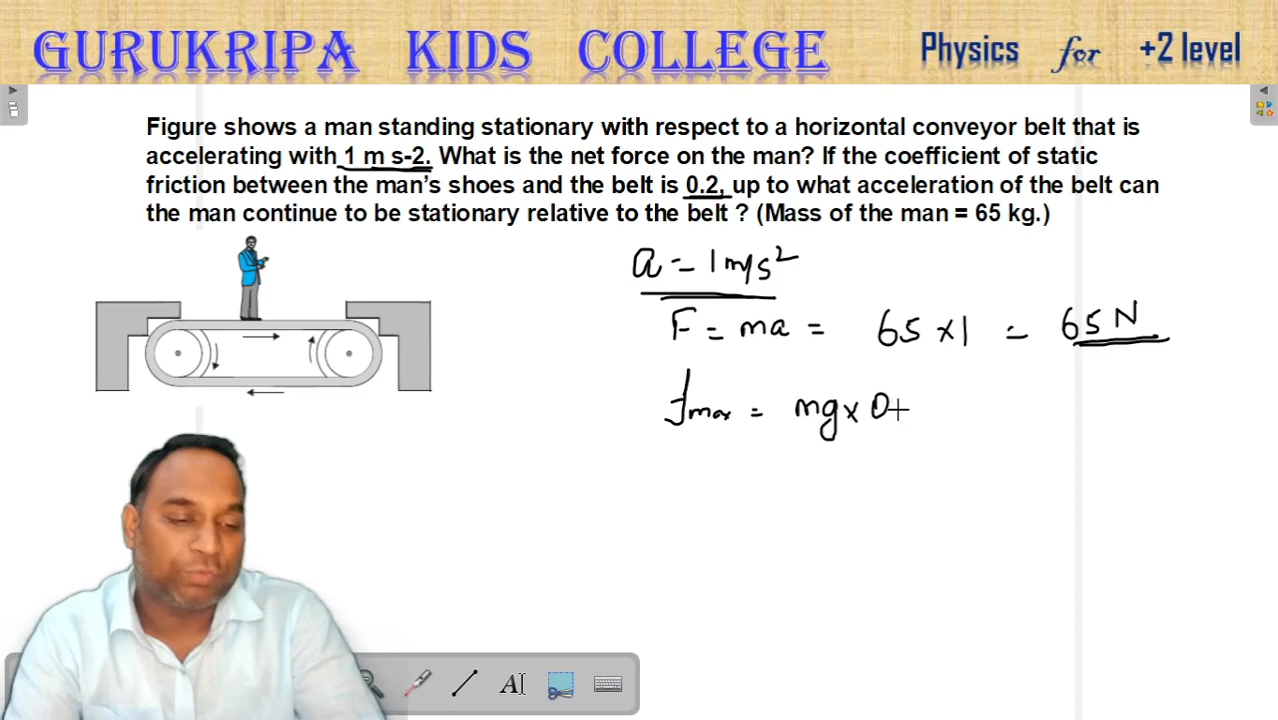 GURUKRIPA KIDS COLLEGE
Physics for +2 level
Figure shows a man standing stationary with respect to a horizontal conveyor belt that is
accelerating with 1 m s-2. What is the net force on the man? If the coefficient of static
friction between the man's shoes and the belt is 0.2, up to what acceleration of the belt can
the man continue to be stationary relative to the belt ? (Mass of the man = 65 kg.)
a = 1 m/s²
F = ma = 65 × 1 = 65 N
fmax = mg × 0
AI